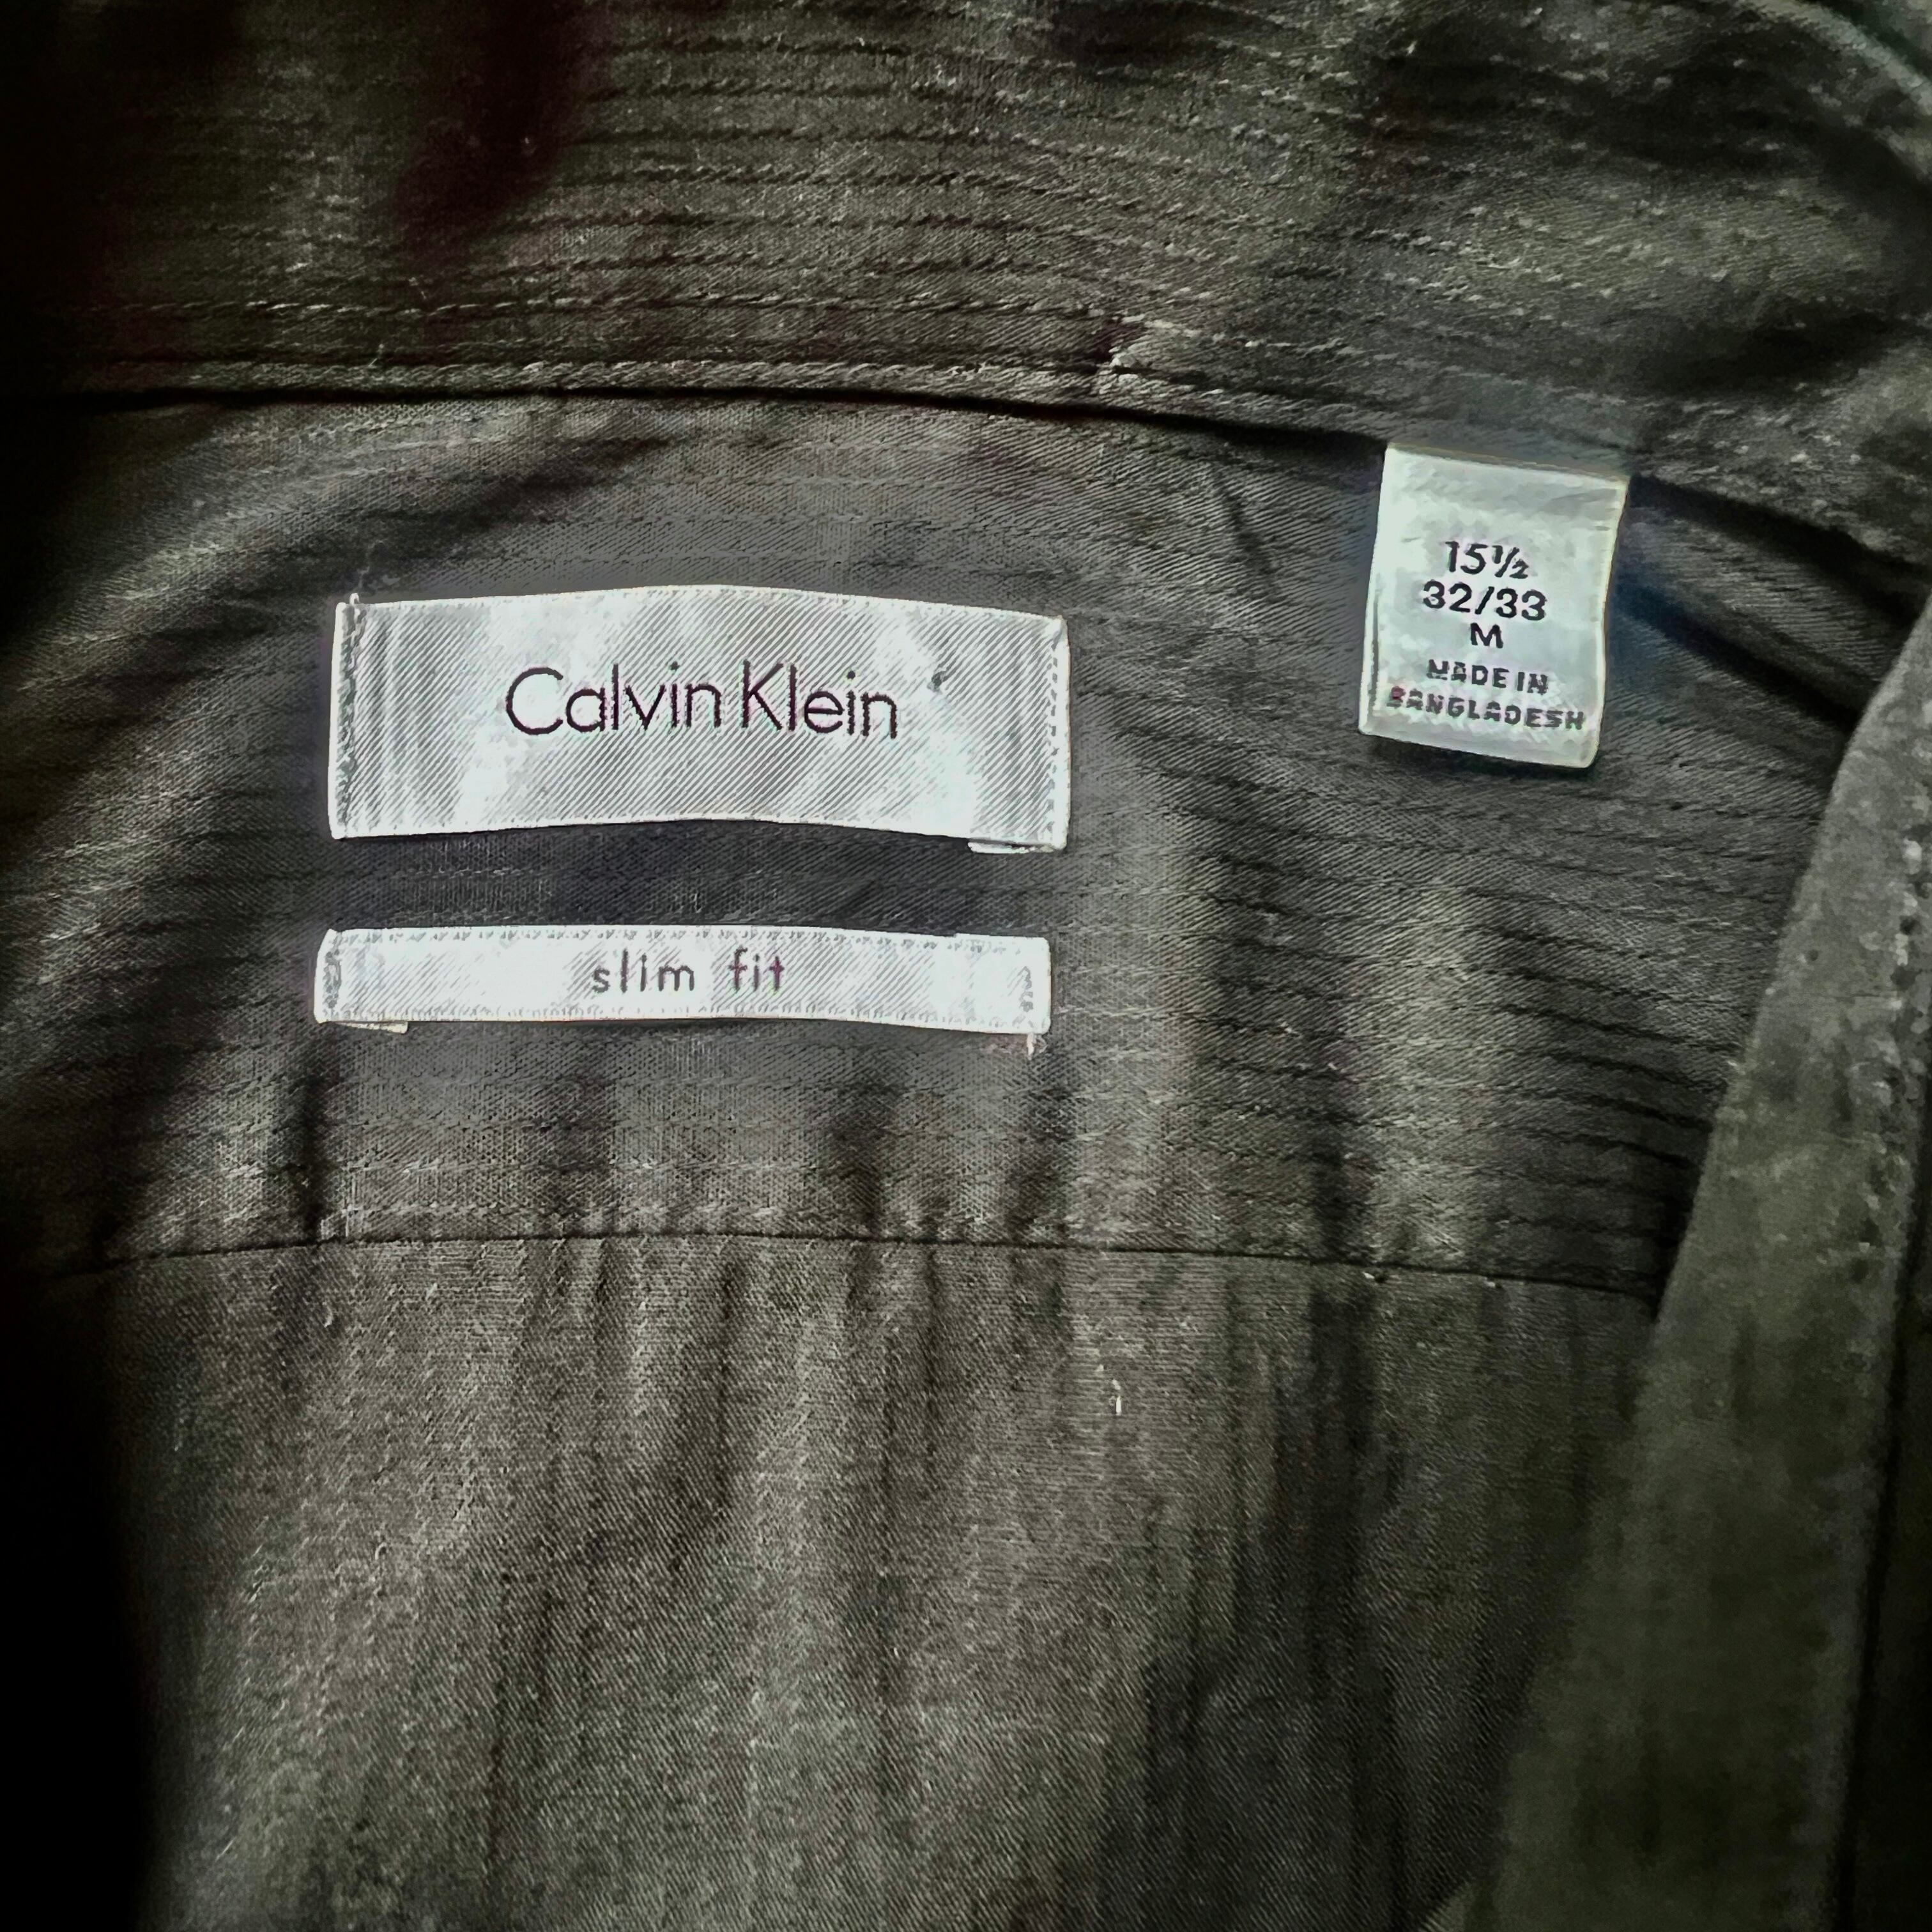 Calvin Klein
slim fit
15½
32/33
M
MADE IN
BANGLADESH